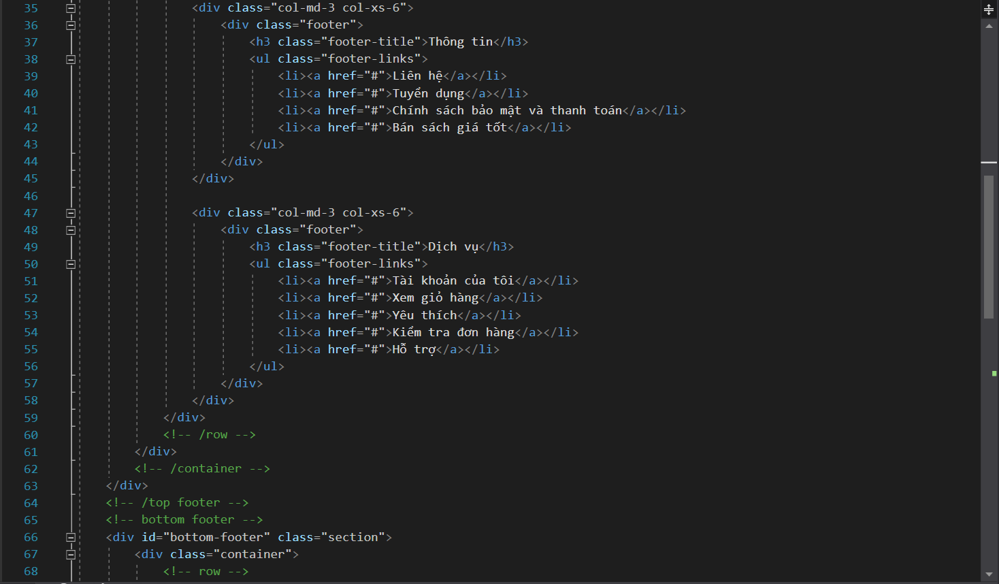 35 <div class="col-md-3 col-xs-6">
36 <div class="footer">
37 <h3 class="footer-title">Thông tin</h3>
38 <ul class="footer-links">
39 <li><a href="#">Liên hệ</a></li>
40 <li><a href="#">Tuyển dụng</a></li>
41 <li><a href="#">Chính sách bảo mật và thanh toán</a></li>
42 <li><a href="#">Bán sách giá tốt</a></li>
43 </ul>
44 </div>
45 </div>
46
47 <div class="col-md-3 col-xs-6">
48 <div class="footer">
49 <h3 class="footer-title">Dịch vụ</h3>
50 <ul class="footer-links">
51 <li><a href="#">Tài khoản của tôi</a></li>
52 <li><a href="#">Xem giỏ hàng</a></li>
53 <li><a href="#">Yêu thích</a></li>
54 <li><a href="#">Kiểm tra đơn hàng</a></li>
55 <li><a href="#">Hỗ trợ</a></li>
56 </ul>
57 </div>
58 </div>
59 </div>
60 <!-- /row -->
61 </div>
62 <!-- /container -->
63 </div>
64 <!-- /top footer -->
65 <!-- bottom footer -->
66 <div id="bottom-footer" class="section">
67 <div class="container">
68 <!-- row -->